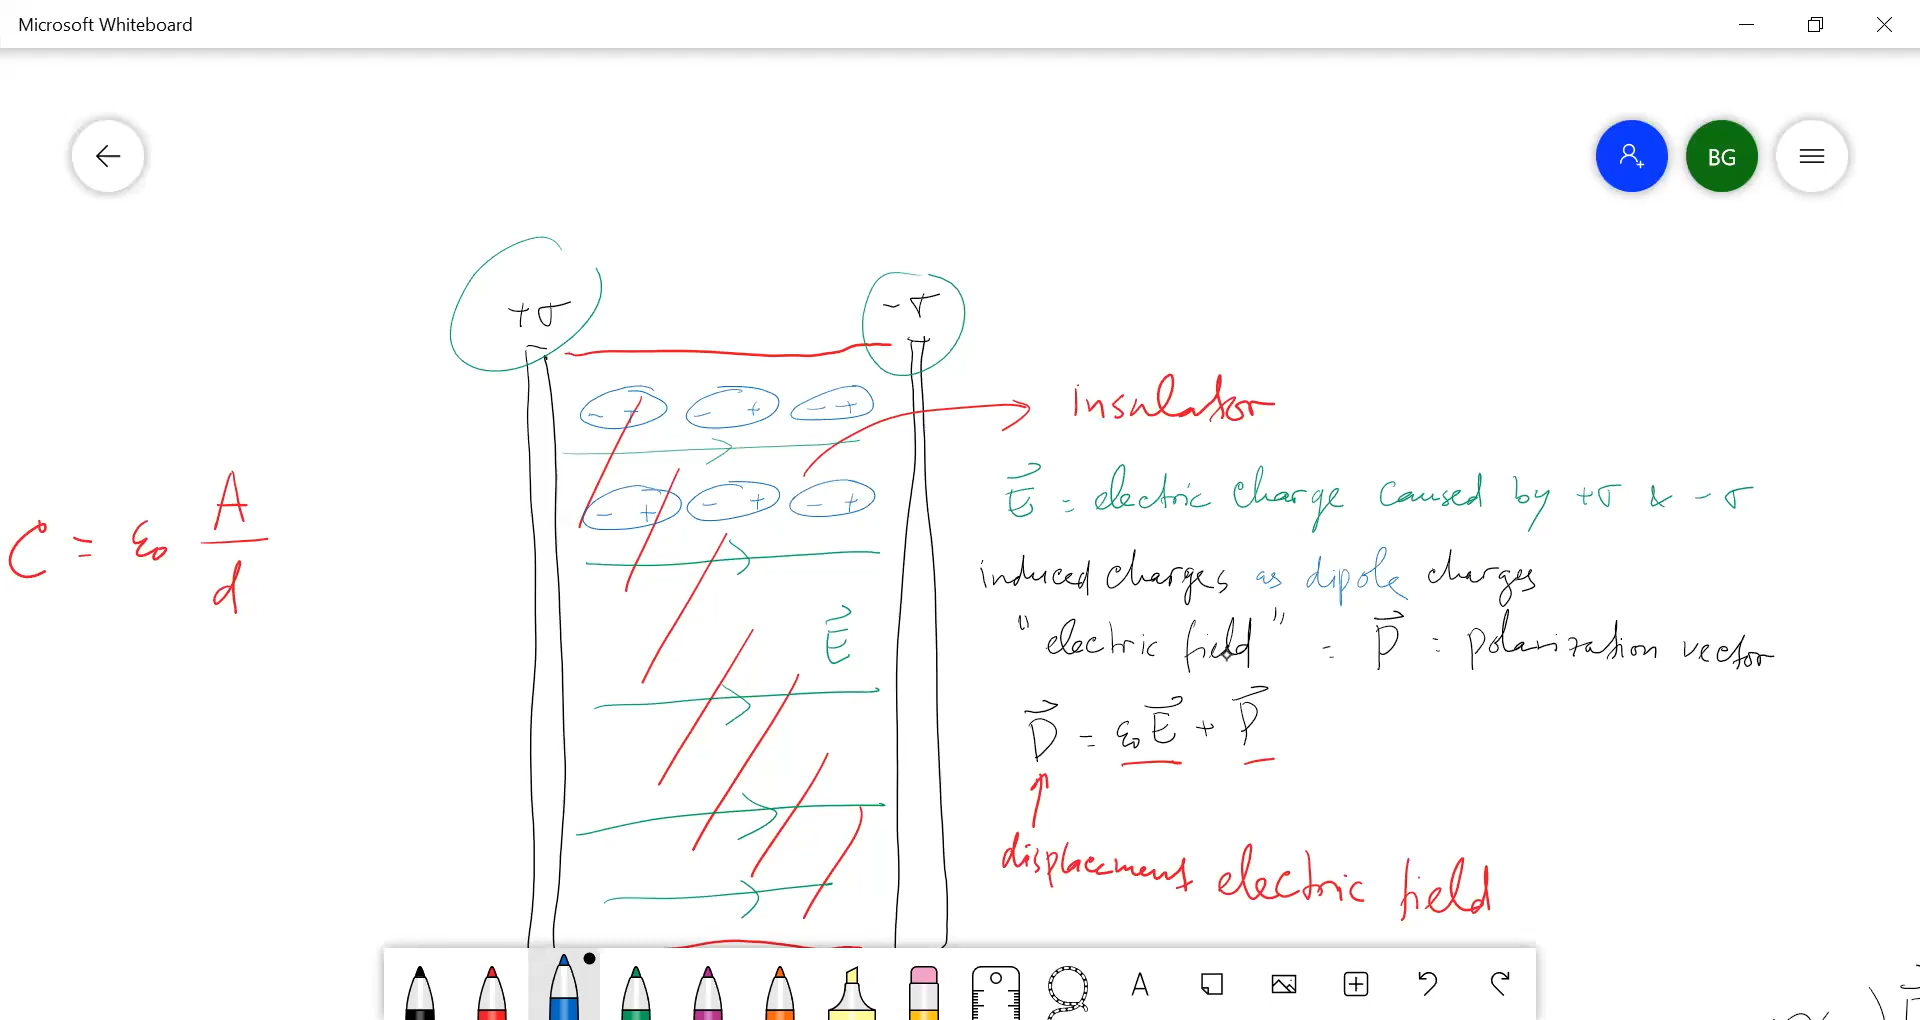 Microsoft Whiteboard
BG
+σ
-σ
- + - + - +
- + - + - +
insulator
C = ε₀ A/d
E⃗ = electric charge caused by +σ & -σ
induced charges as dipole charges
E⃗
"electric field" = P⃗ : polarization vector
D⃗ = ε₀E⃗ + P⃗
displacement electric field
A